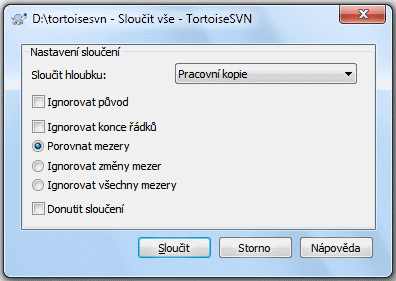 D:\tortoisesvn - Sloučit vše - TortoiseSVN
Nastavení sloučení
Sloučit hloubku: Pracovní kopie
Ignorovat původ
Ignorovat konce řádků
Porovnat mezery
Ignorovat změny mezer
Ignorovat všechny mezery
Donutit sloučení
Sloučit Storno Nápověda